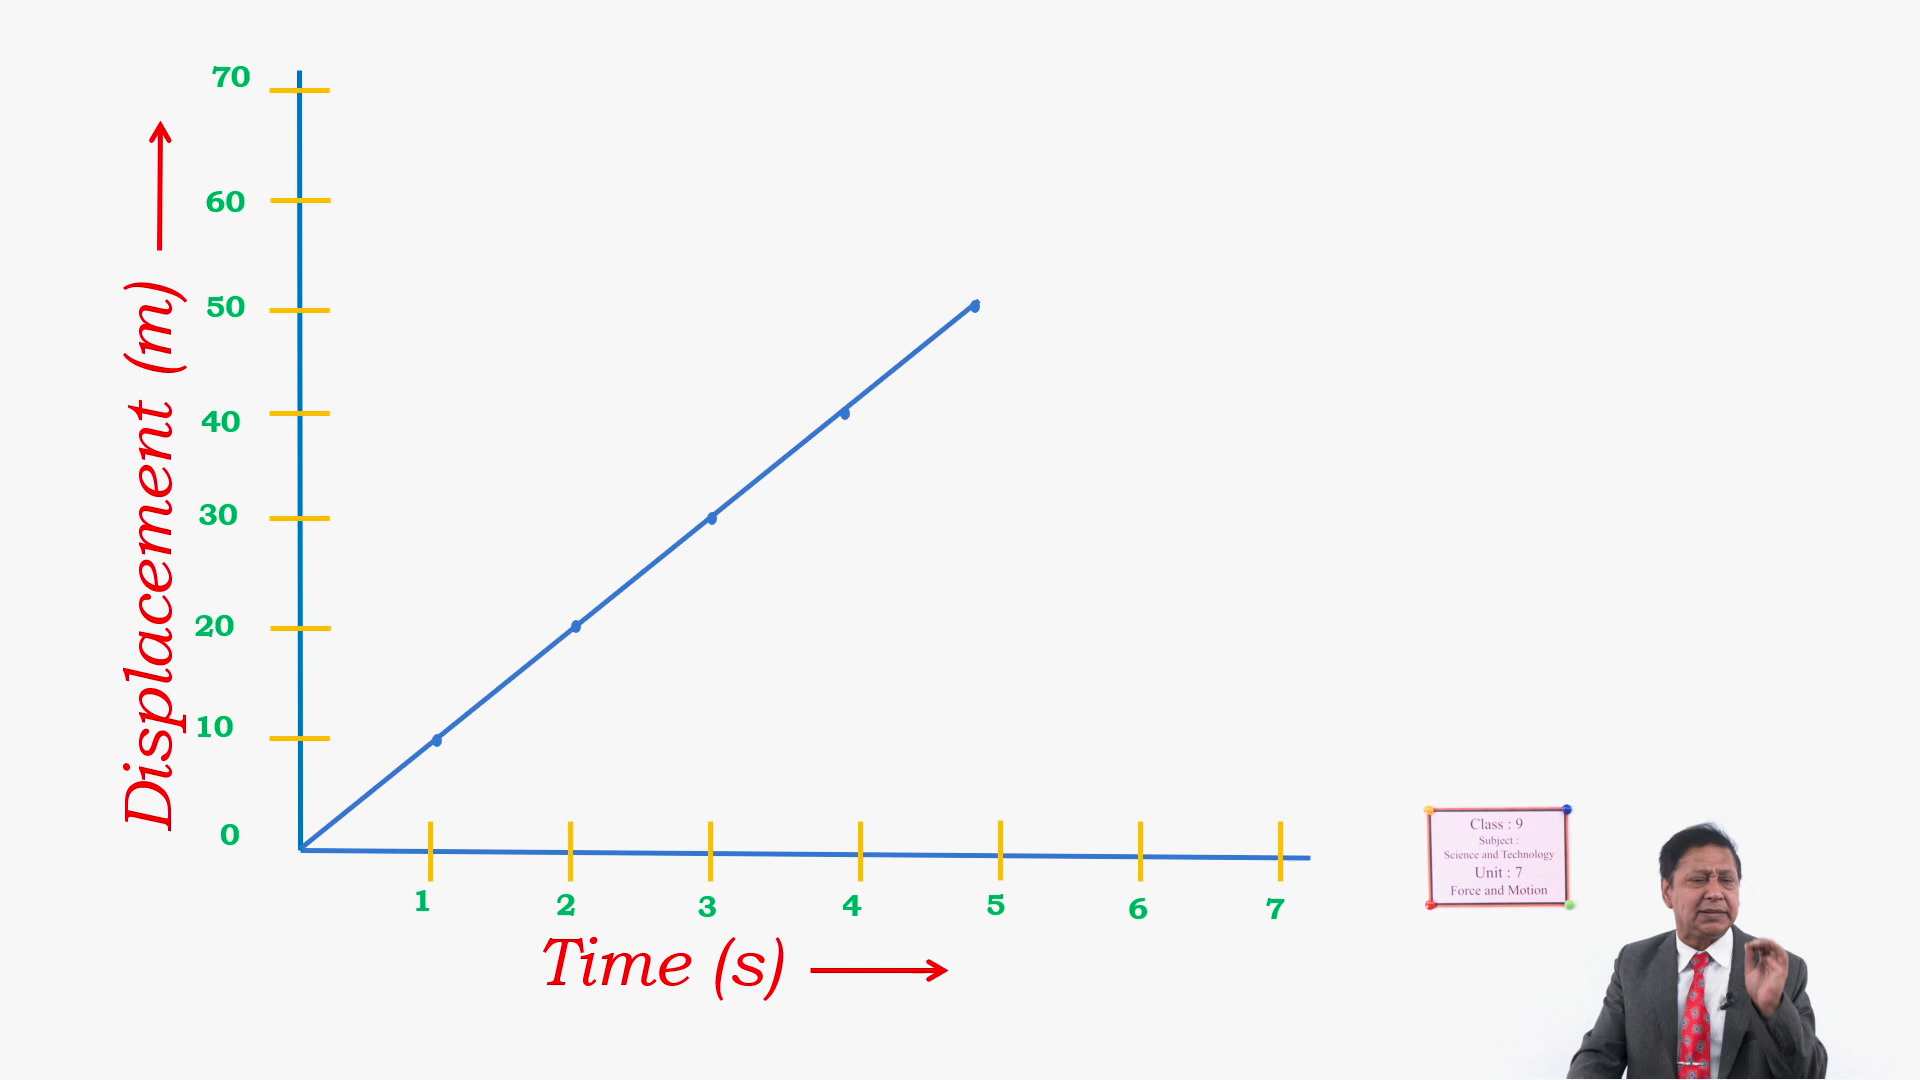 70
60
50
40
30
20
10
0
Displacement (m)
1 2 3 4 5 6 7
Time (s)
Class : 9
Subject :
Science and Technology
Unit : 7
Force and Motion